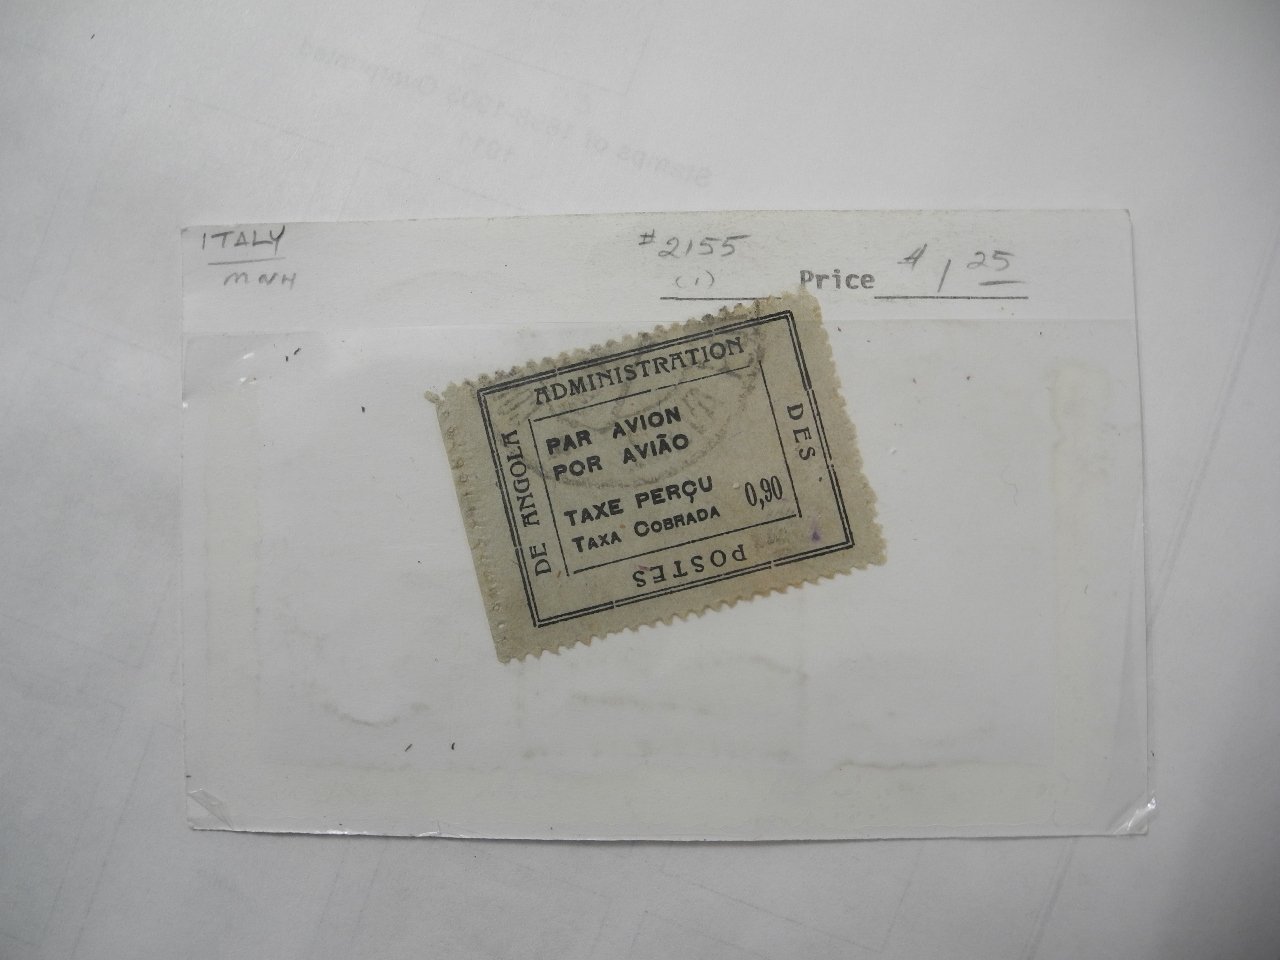 ITALY
MNH
#2155
(1)
Price $1.25
ADMINISTRATION
DES
POSTES
DE ANGOLA
PAR AVION
POR AVIÃO
TAXE PERÇU
TAXA COBRADA 0,90